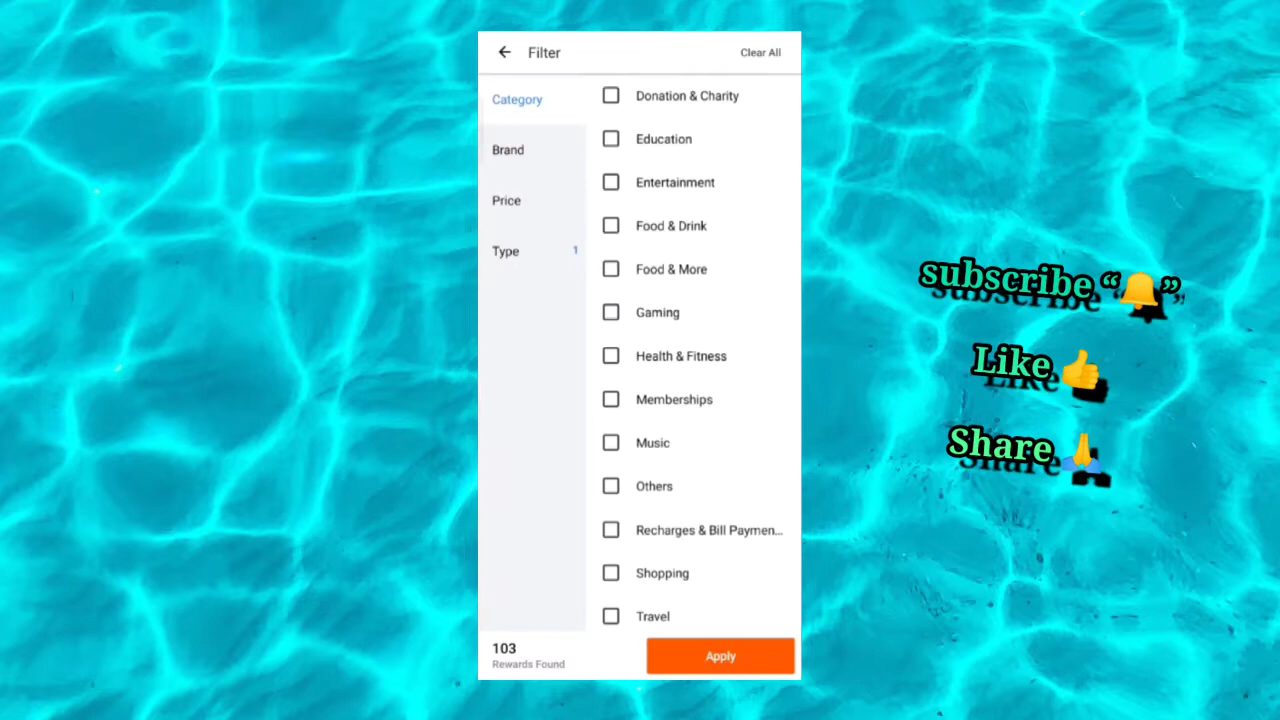 Filter
Clear All
Category
Brand
Price
Type 1
Donation & Charity
Education
Entertainment
Food & Drink
Food & More
Gaming
Health & Fitness
Memberships
Music
Others
Recharges & Bill Paymen...
Shopping
Travel
103
Rewards Found
Apply
subscribe “🔔”
Like 👍
Share 🙏